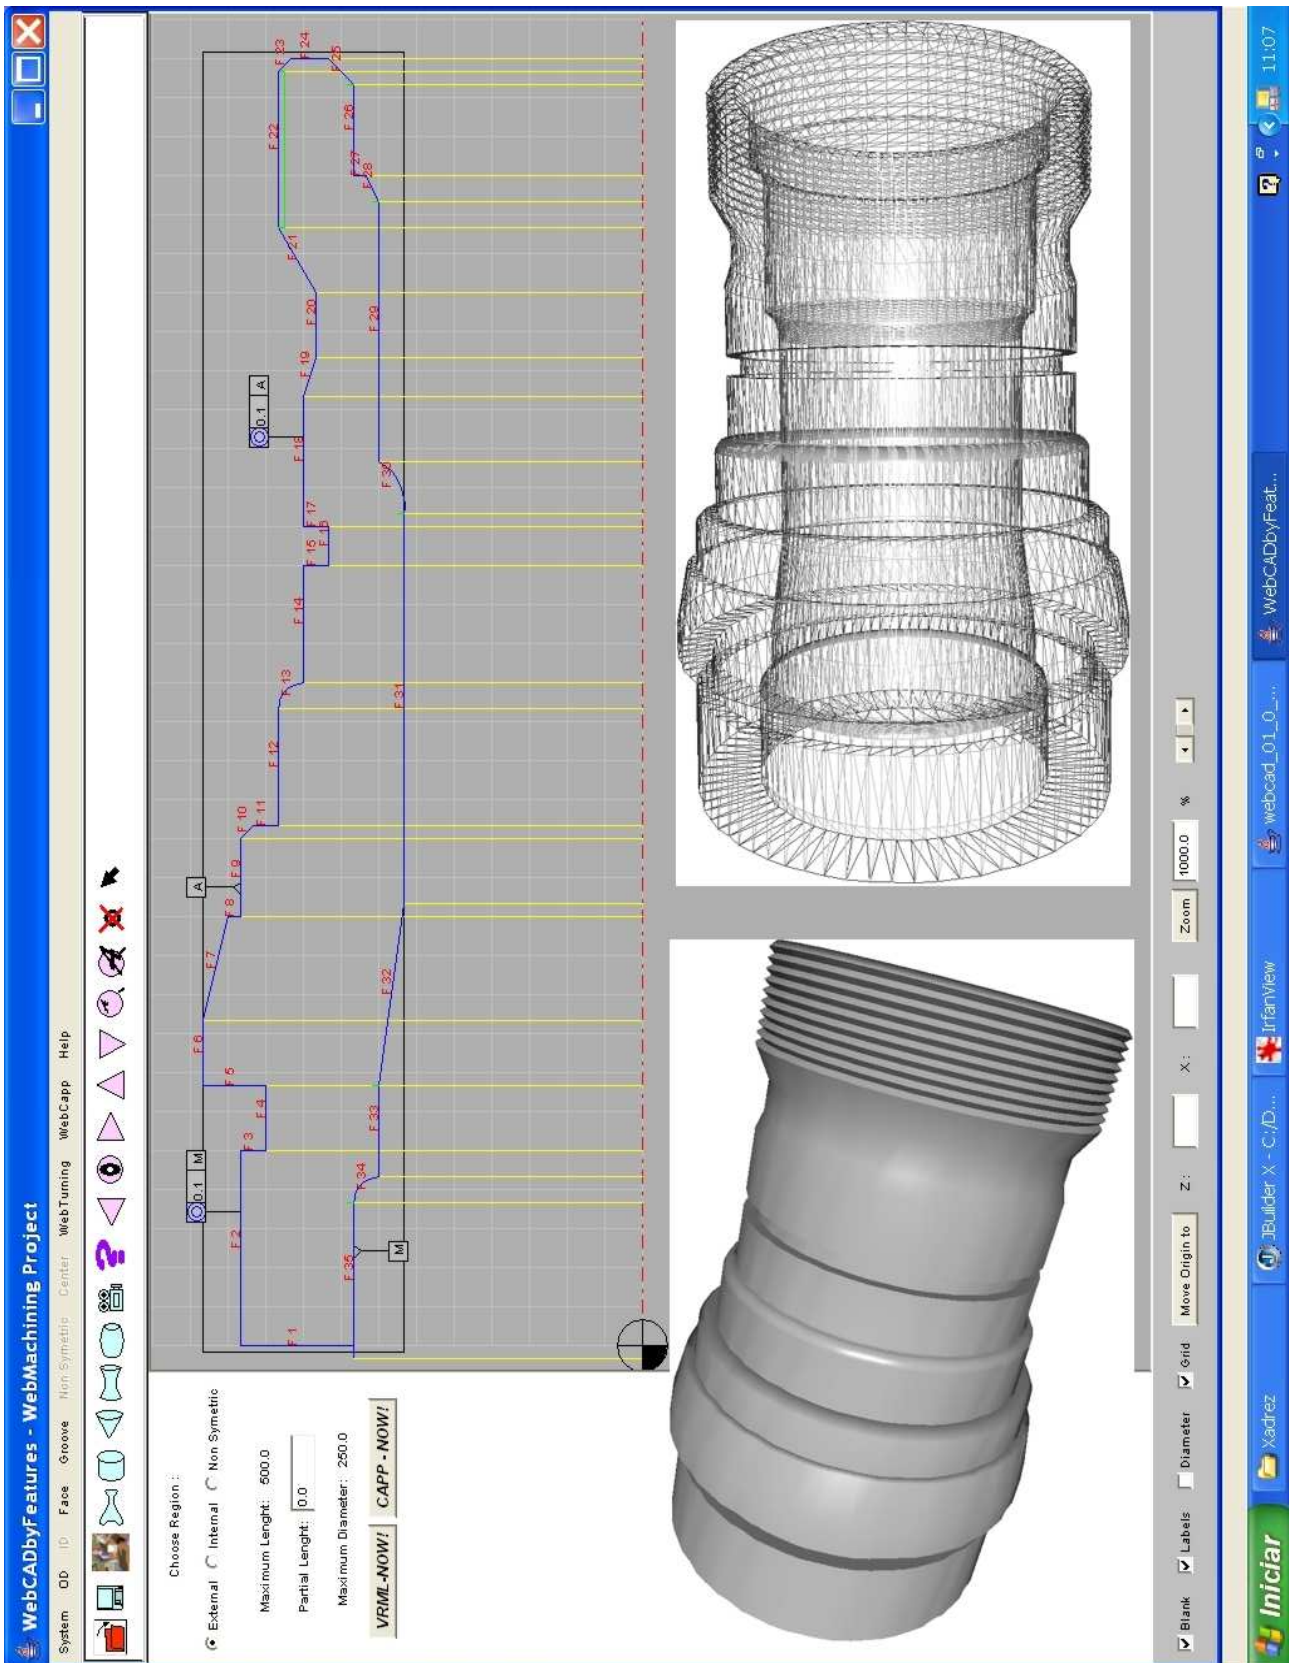 WebCADbyFeatures - WebMachining Project
System OD ID Face Groove Non Symetric Center WebTuning WebCapp Help
Choose Region :
External Internal Non Symetric
Maximum Lenght: 500.0
Partial Lenght: 0.0
Maximum Diameter: 250.0
VRML-NOW! CAPP - NOW!
F 1
F 2
F 3
F 4
F 5
F 6
F 7
F 8
F 9
F 10
F 11
F 12
F 13
F 14
F 15
F 16
F 17
F 18
F 19
F 20
F 21
F 22
F 23
F 24
F 25
F 26
F 27
F 28
F 29
F 30
F 31
F 32
F 33
F 34
F 35
0.1 M
A
0.1 A
M
Blank Labels Diameter Grid Move Origin to Z: X: Zoom 1000.0 %
Iniciar Xadrez JBuilder X - C:/D... IrfanView webcad_01_0_... WebCADbyFeat... 11:07